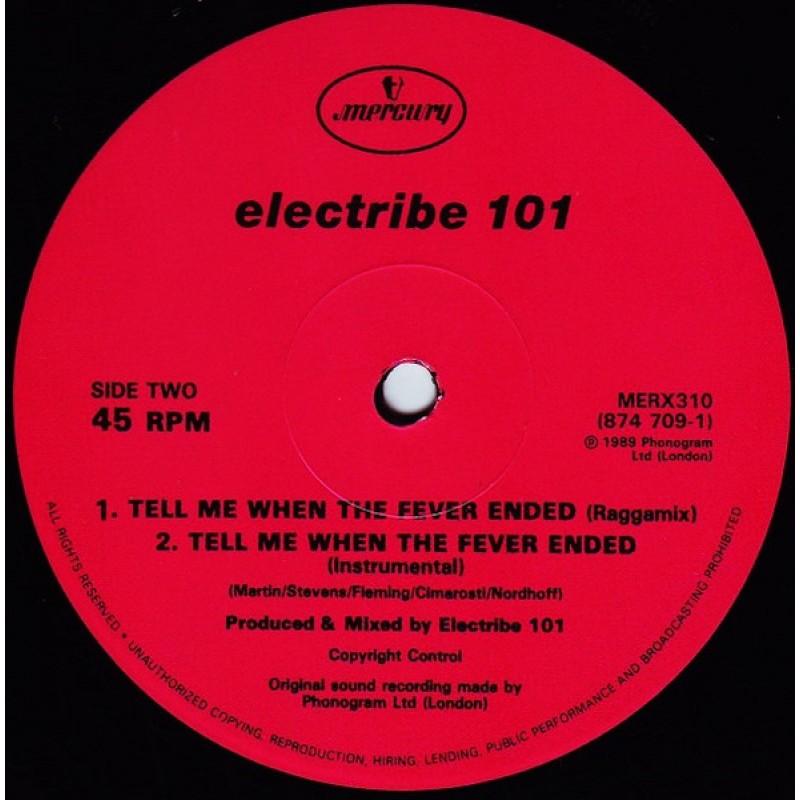 mercury
electribe 101
SIDE TWO
45 RPM
MERX310
(874 709-1)
℗ 1989 Phonogram
Ltd (London)
1. TELL ME WHEN THE FEVER ENDED (Raggamix)
2. TELL ME WHEN THE FEVER ENDED
(Instrumental)
(Martin/Stevens/Fleming/Cimarosti/Nordhoff)
Produced & Mixed by Electribe 101
Copyright Control
Original sound recording made by
Phonogram Ltd (London)
ALL RIGHTS RESERVED • UNAUTHORIZED COPYING, REPRODUCTION, HIRING, LENDING, PUBLIC PERFORMANCE AND BROADCASTING PROHIBITED